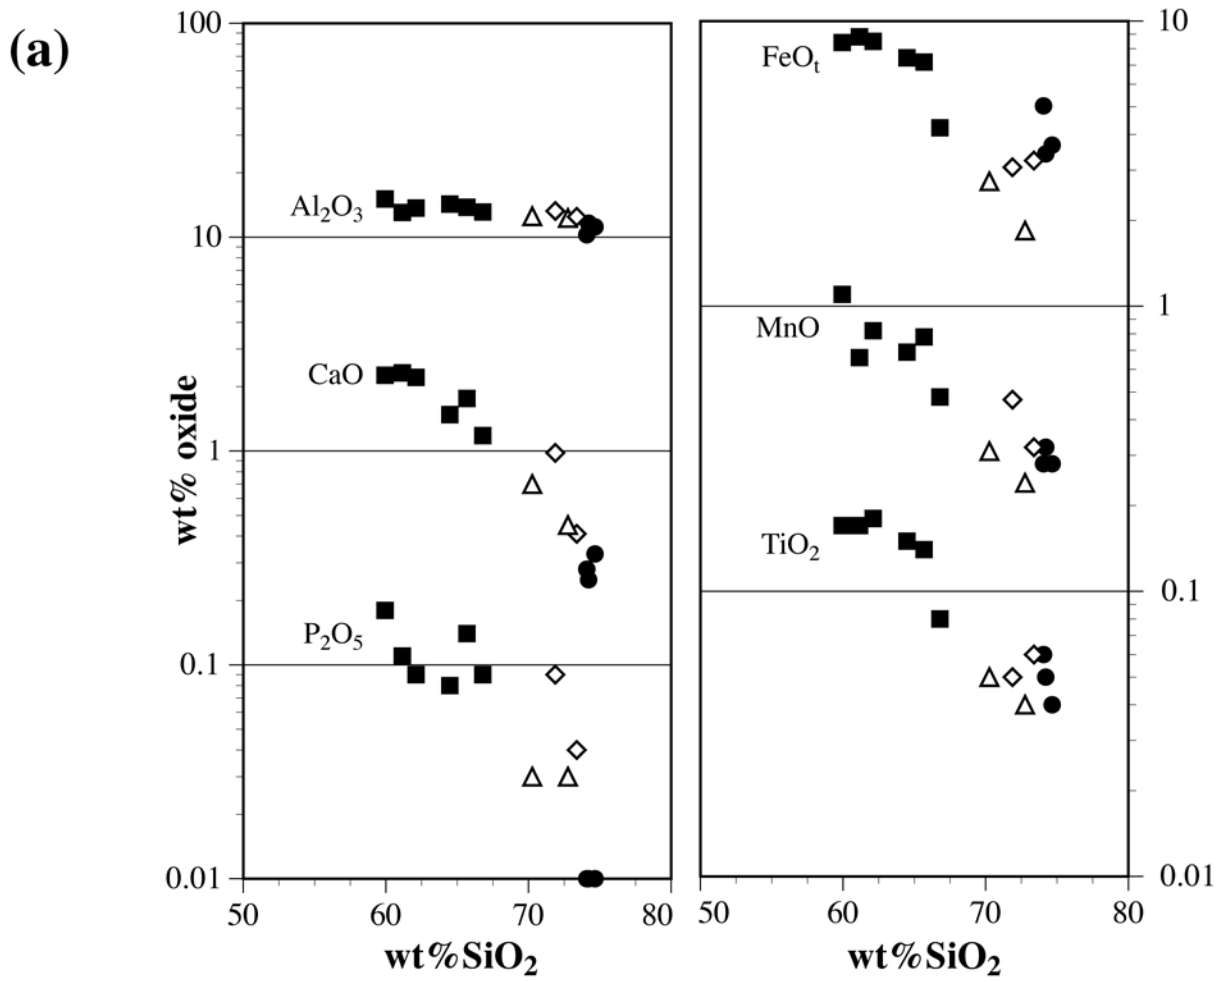 (a)
100
10
1
0.1
0.01
wt% oxide
Al₂O₃
CaO
P₂O₅
50 60 70 80
wt%SiO₂
FeOₜ
MnO
TiO₂
10
1
0.1
0.01
50 60 70 80
wt%SiO₂